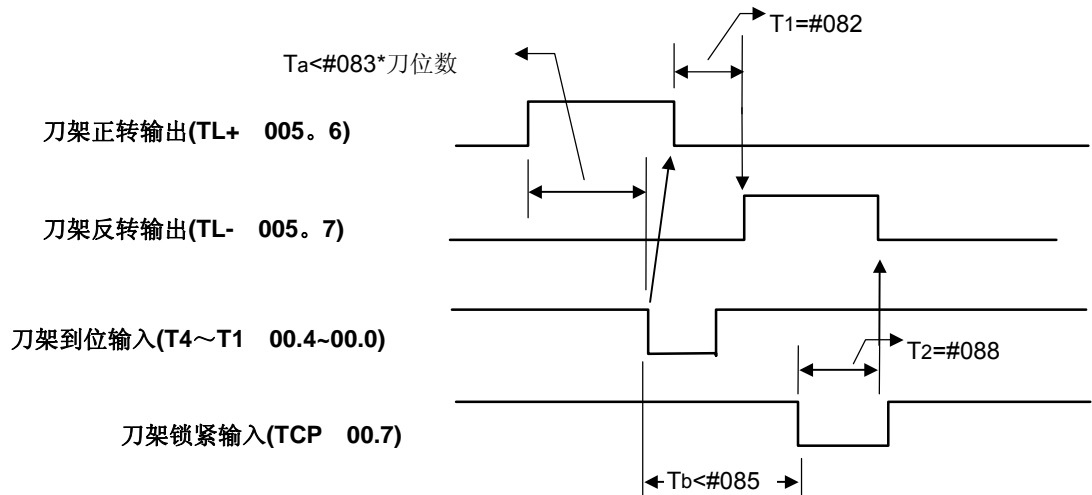 T1=#082
Ta<#083*刀位数
刀架正转输出(TL+ 005。6)
刀架反转输出(TL- 005。7)
刀架到位输入(T4～T1 00.4~00.0)
T2=#088
刀架锁紧输入(TCP 00.7)
Tb<#085